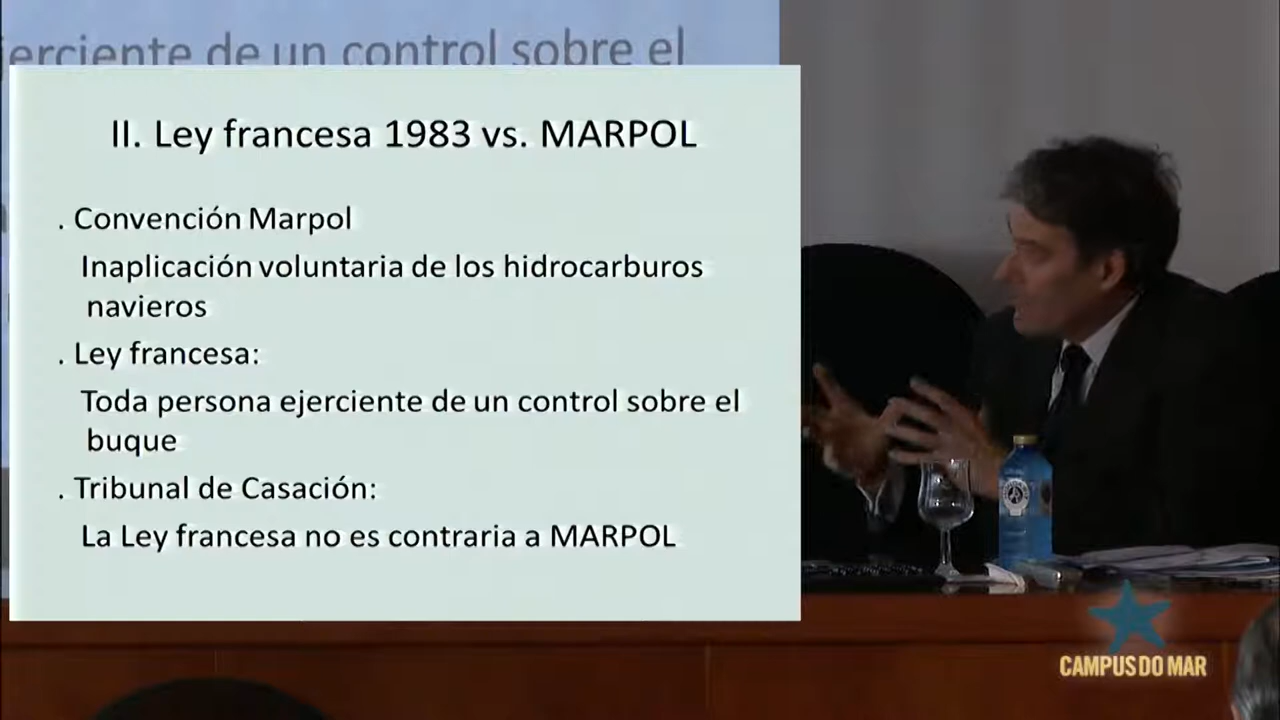 ejerciente de un control sobre el
II. Ley francesa 1983 vs. MARPOL
. Convención Marpol
Inaplicación voluntaria de los hidrocarburos
navieros
. Ley francesa:
Toda persona ejerciente de un control sobre el
buque
. Tribunal de Casación:
La Ley francesa no es contraria a MARPOL
CAMPUS DO MAR